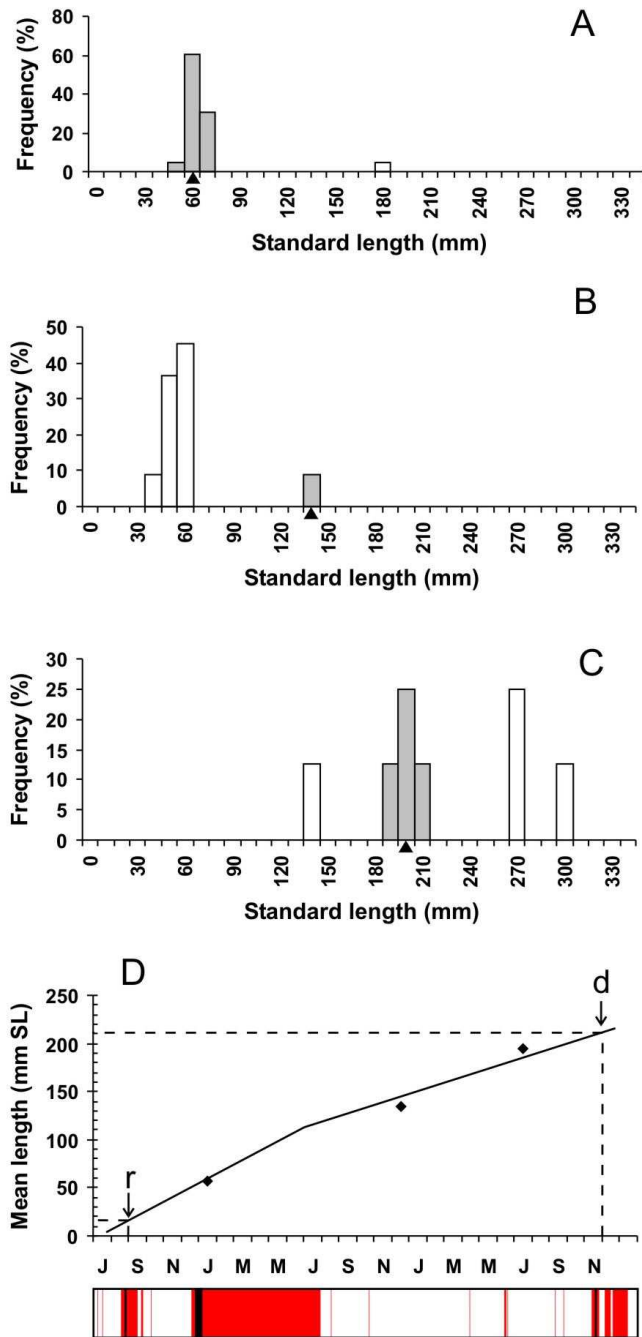 A
Frequency (%)
80
60
40
20
0
0 30 60 90 120 150 180 210 240 270 300 330
Standard length (mm)
B
Frequency (%)
50
40
30
20
10
0
0 30 60 90 120 150 180 210 240 270 300 330
Standard length (mm)
C
Frequency (%)
30
25
20
15
10
5
0
0 30 60 90 120 150 180 210 240 270 300 330
Standard length (mm)
D
Mean length (mm SL)
250
200
150
100
50
0
r
d
J S N J M M J S N J M M J S N